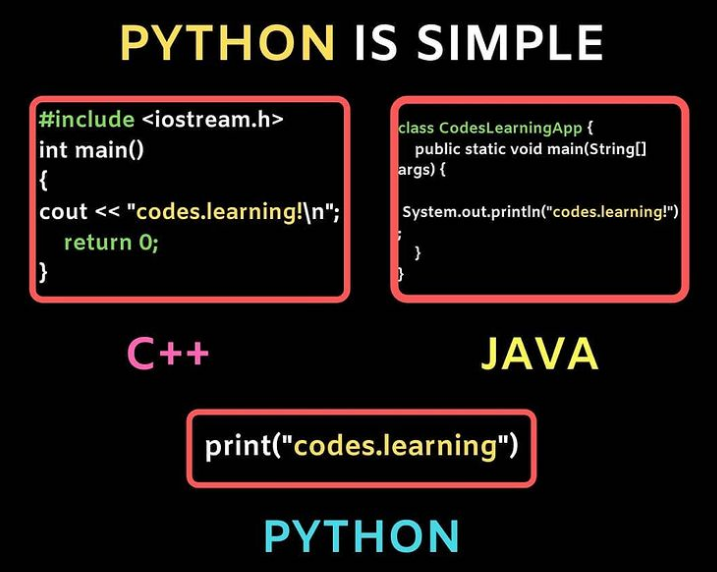 PYTHON IS SIMPLE
#include <iostream.h>
int main()
{
cout << "codes.learning!\n";
return 0;
}
C++
class CodesLearningApp {
public static void main(String[]
args) {
System.out.println("codes.learning!")
;
}
}
JAVA
print("codes.learning")
PYTHON